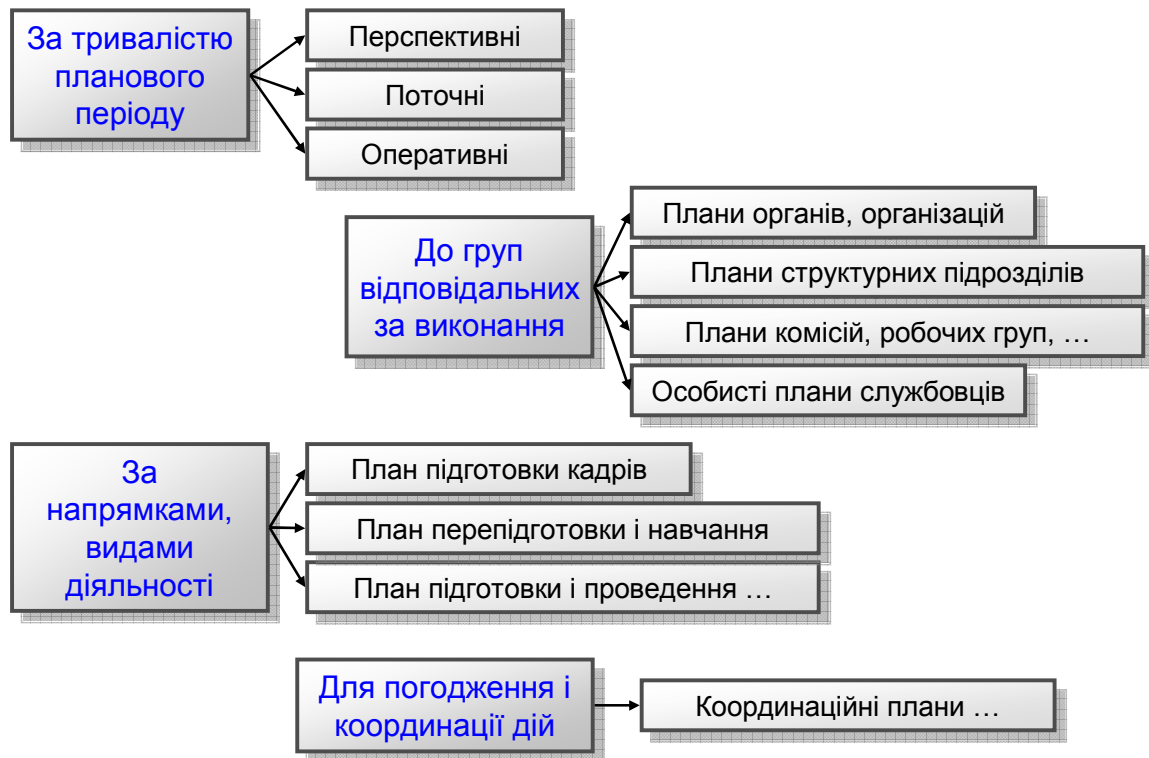 За тривалістю
планового
періоду
Перспективні
Поточні
Оперативні
До груп
відповідальних
за виконання
Плани органів, організацій
Плани структурних підрозділів
Плани комісій, робочих груп, …
Особисті плани службовців
За
напрямками,
видами
діяльності
План підготовки кадрів
План перепідготовки і навчання
План підготовки і проведення …
Для погодження і
координації дій
Координаційні плани …